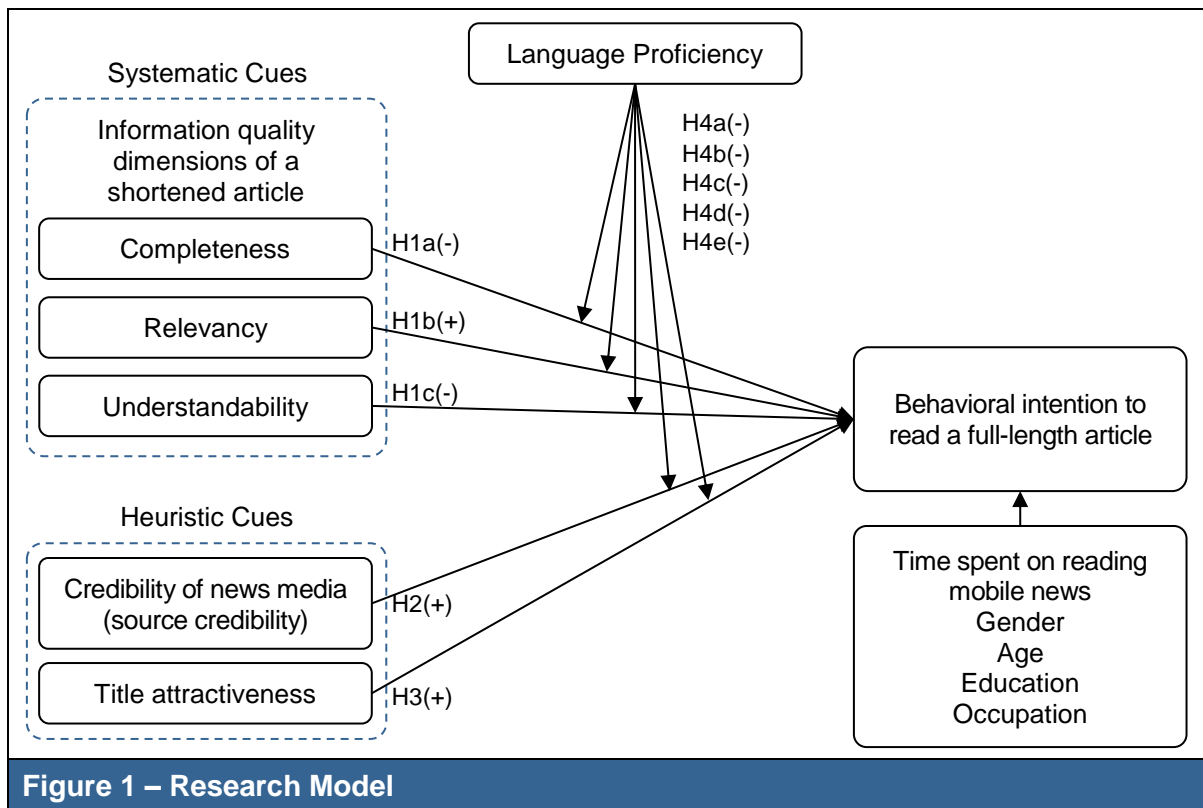 Language Proficiency
Systematic Cues
Information quality
dimensions of a
shortened article
Completeness
Relevancy
Understandability
H1a(-)
H1b(+)
H1c(-)
H4a(-)
H4b(-)
H4c(-)
H4d(-)
H4e(-)
Behavioral intention to
read a full-length article
Heuristic Cues
Credibility of news media
(source credibility)
Title attractiveness
H2(+)
H3(+)
Time spent on reading
mobile news
Gender
Age
Education
Occupation
Figure 1 – Research Model